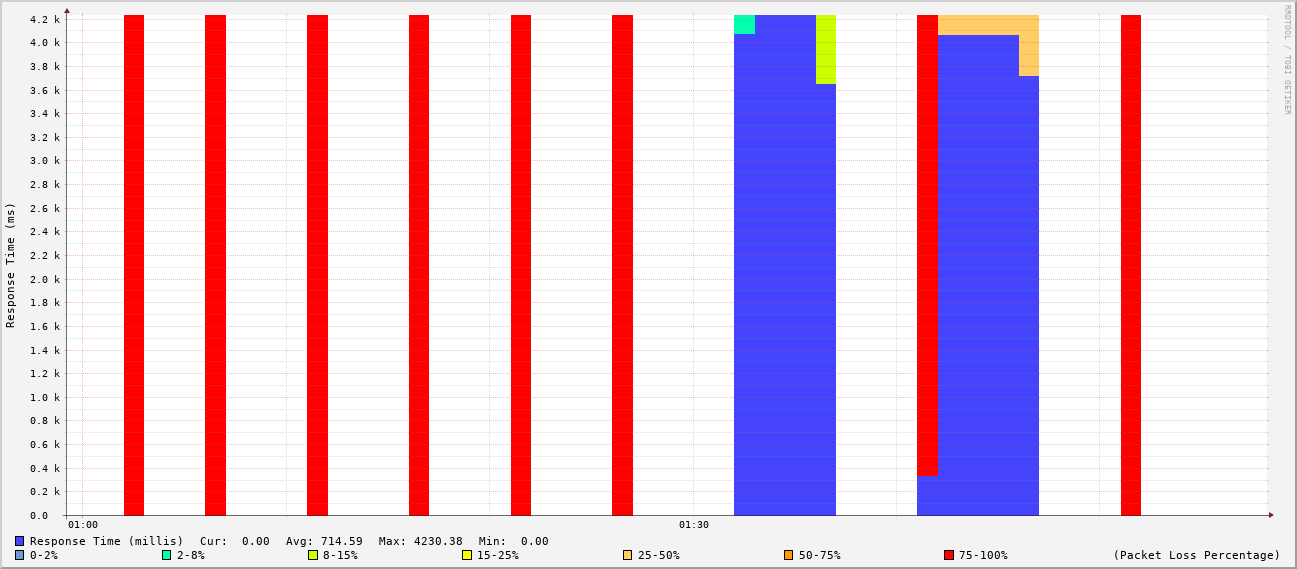 RRDTOOL / TOBI OETIKER
Response Time (ms)
4.2 k
4.0 k
3.8 k
3.6 k
3.4 k
3.2 k
3.0 k
2.8 k
2.6 k
2.4 k
2.2 k
2.0 k
1.8 k
1.6 k
1.4 k
1.2 k
1.0 k
0.8 k
0.6 k
0.4 k
0.2 k
0.0
01:00 01:30
Response Time (millis) Cur: 0.00 Avg: 714.59 Max: 4230.38 Min: 0.00
0-2% 2-8% 8-15% 15-25% 25-50% 50-75% 75-100% (Packet Loss Percentage)